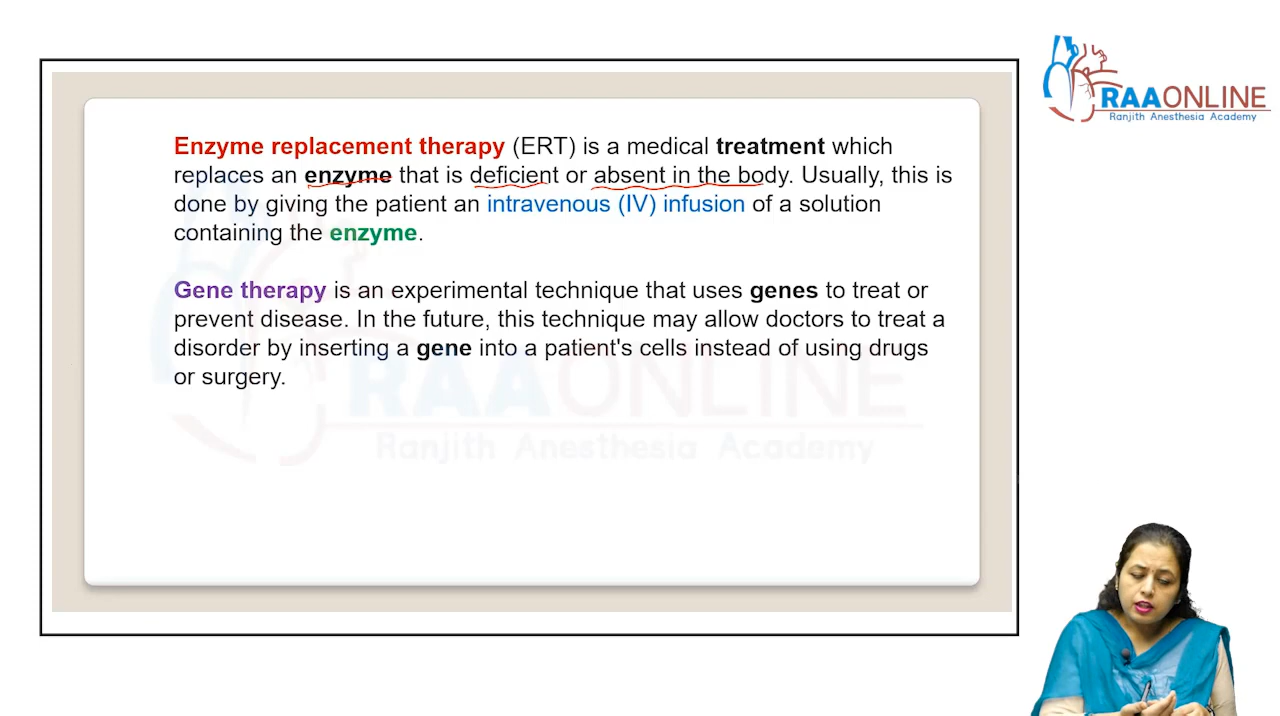 RAAONLINE
Ranjith Anesthesia Academy
Enzyme replacement therapy (ERT) is a medical treatment which
replaces an enzyme that is deficient or absent in the body. Usually, this is
done by giving the patient an intravenous (IV) infusion of a solution
containing the enzyme.
Gene therapy is an experimental technique that uses genes to treat or
prevent disease. In the future, this technique may allow doctors to treat a
disorder by inserting a gene into a patient's cells instead of using drugs
or surgery.
RAAONLINE
Ranjith Anesthesia Academy